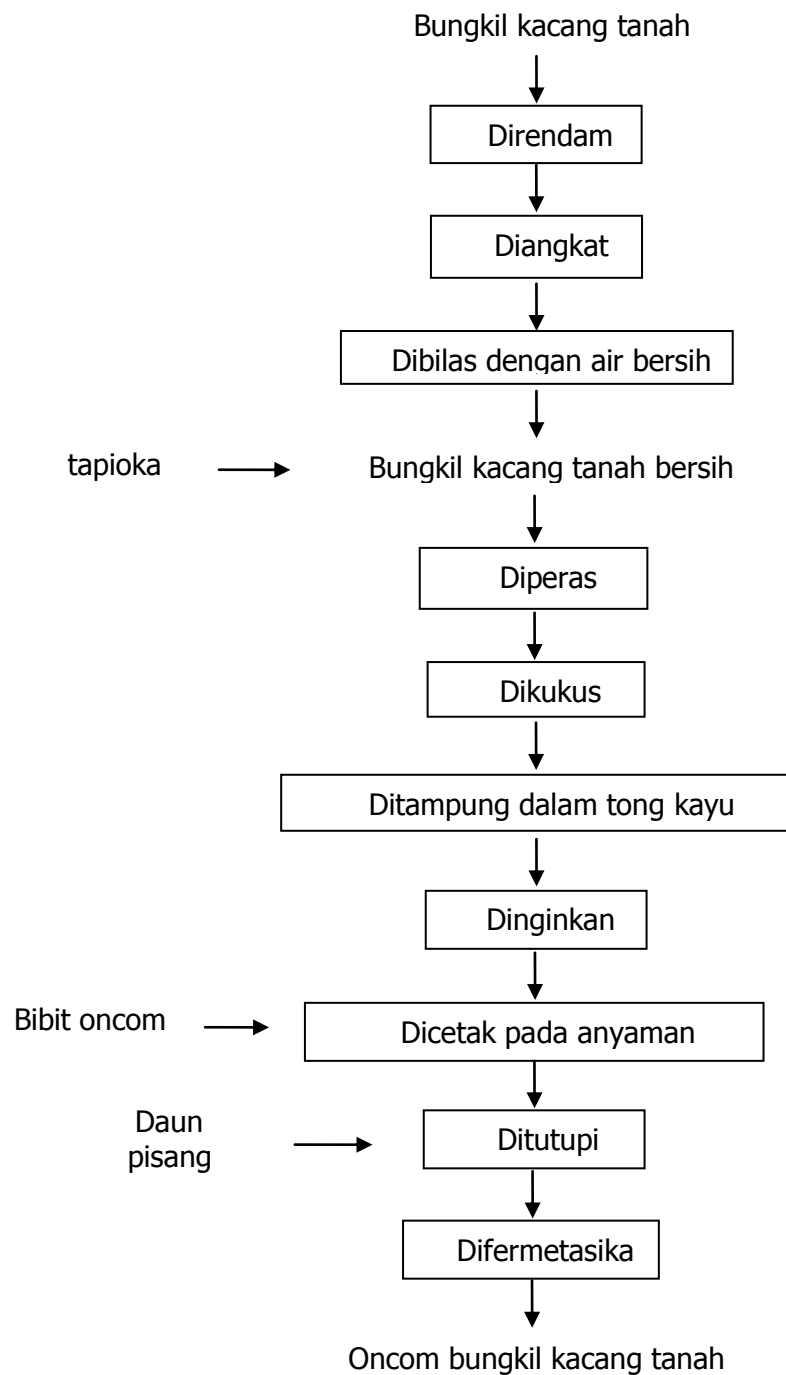 Bungkil kacang tanah
Direndam
Diangkat
Dibilas dengan air bersih
tapioka
Bungkil kacang tanah bersih
Diperas
Dikukus
Ditampung dalam tong kayu
Dinginkan
Bibit oncom
Dicetak pada anyaman
Daun
pisang
Ditutupi
Difermetasika
Oncom bungkil kacang tanah